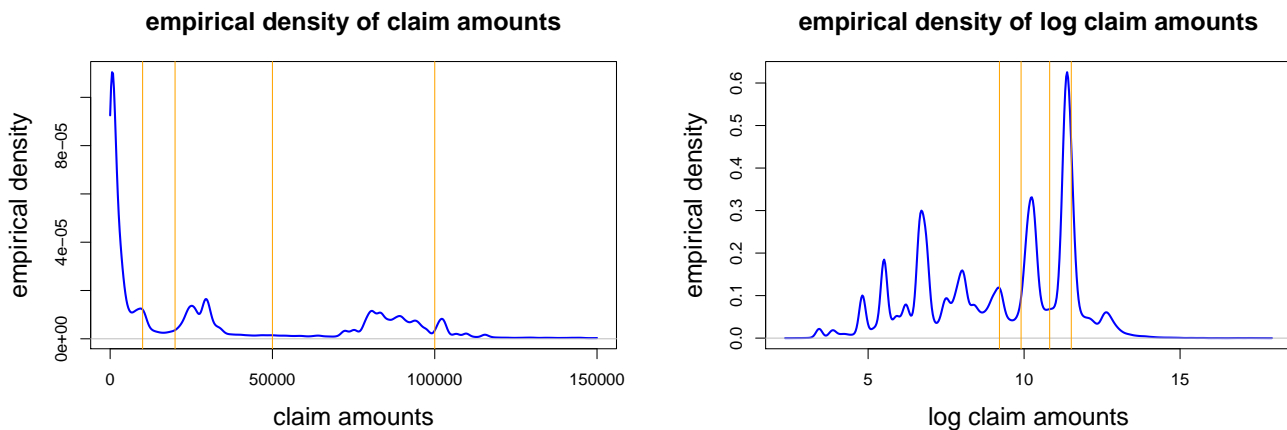 empirical density of claim amounts
empirical density
0e+00
4e-05
8e-05
0
50000
100000
150000
claim amounts
empirical density of log claim amounts
empirical density
0.0
0.1
0.2
0.3
0.4
0.5
0.6
5
10
15
log claim amounts